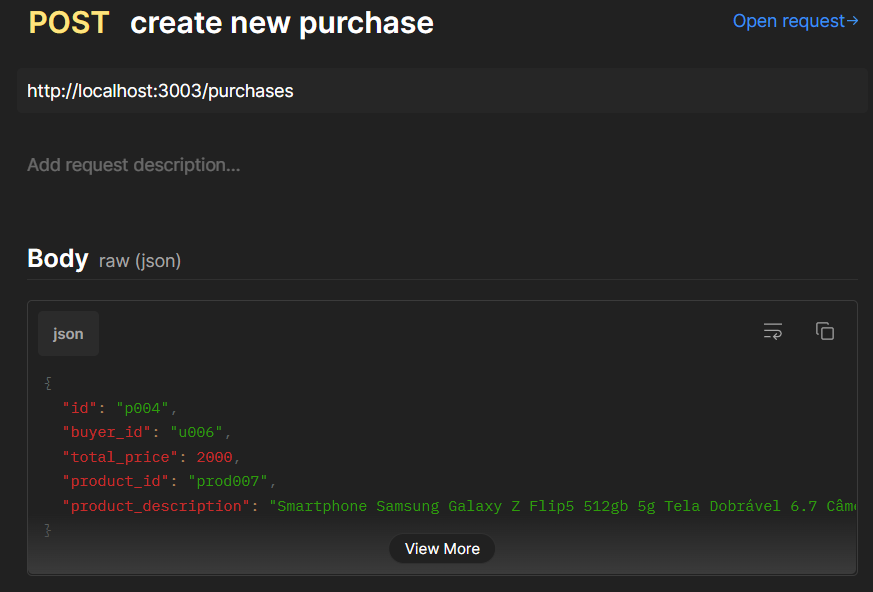 POST create new purchase
Open request→
http://localhost:3003/purchases
Add request description...
Body raw (json)
json
{
"id": "p004",
"buyer_id": "u006",
"total_price": 2000,
"product_id": "prod007",
"product_description": "Smartphone Samsung Galaxy Z Flip5 512gb 5g Tela Dobrável 6.7
}
View More